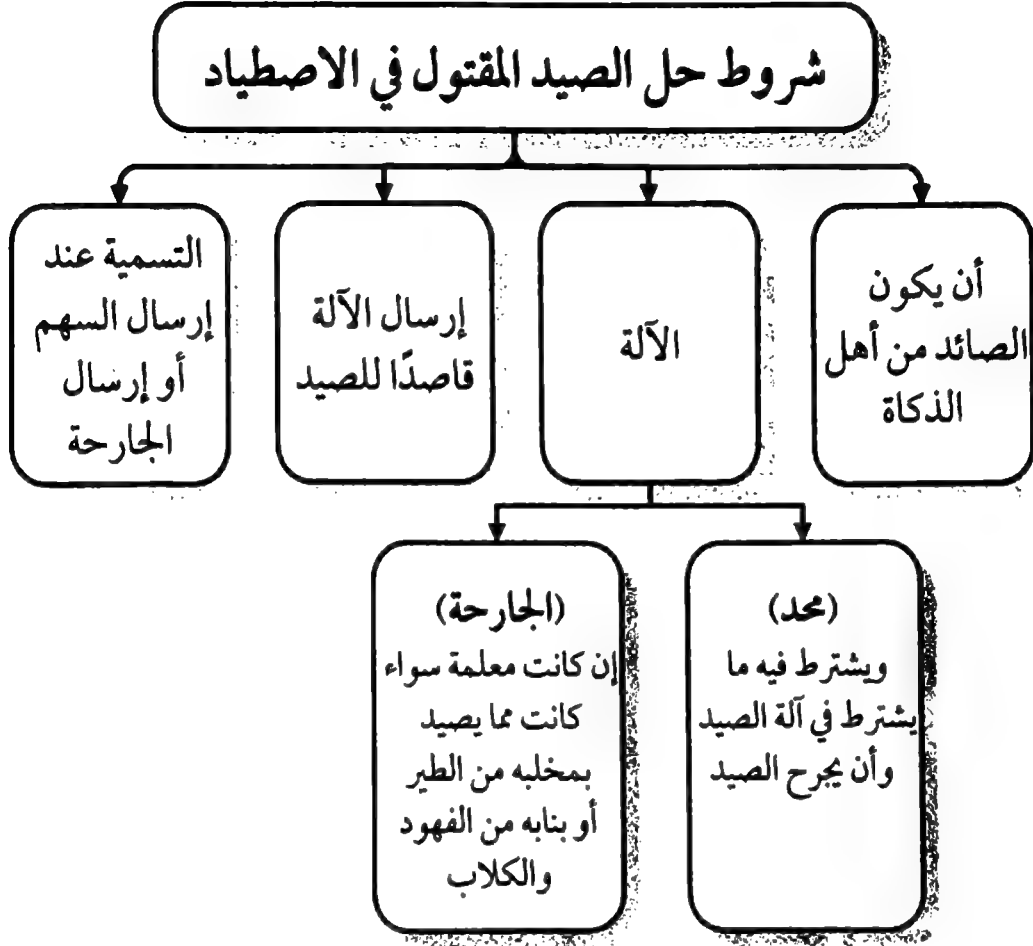 شروط حل الصيد المقتول في الاصطياد
أن يكون
الصائد من أهل
الذكاة
الآلة
إرسال الآلة
قاصدًا للصيد
التسمية عند
إرسال السهم
أو إرسال
الجارحة
(محد)
ويشترط فيه ما
يشترط في آلة الصيد
وأن يجرح الصيد
(الجارحة)
إن كانت معلمة سواء
كانت مما يصيد
بمخلبه من الطير
أو بنابه من الفهود
والكلاب